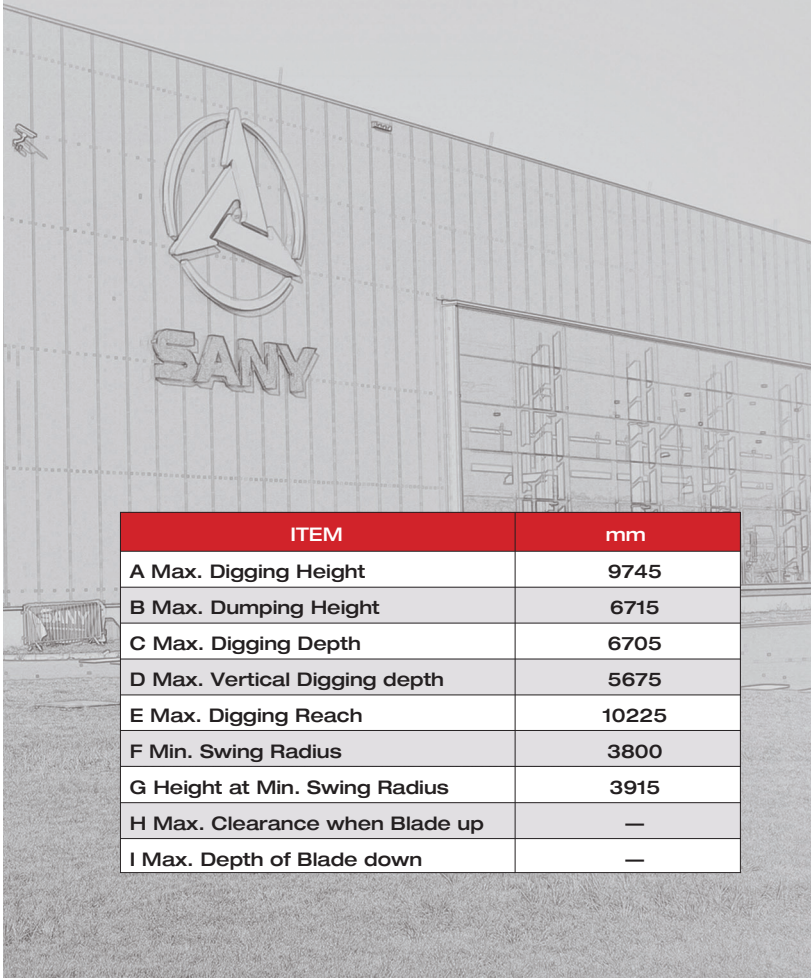 SANY
SANY
ITEM mm
A Max. Digging Height 9745
B Max. Dumping Height 6715
C Max. Digging Depth 6705
D Max. Vertical Digging depth 5675
E Max. Digging Reach 10225
F Min. Swing Radius 3800
G Height at Min. Swing Radius 3915
H Max. Clearance when Blade up —
I Max. Depth of Blade down —